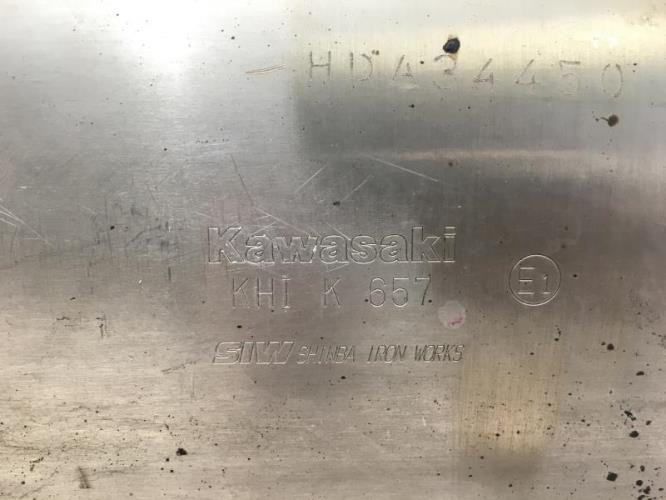 HDA34450
Kawasaki
KHI K 657
E1
SIW SHINBA IRON WORKS